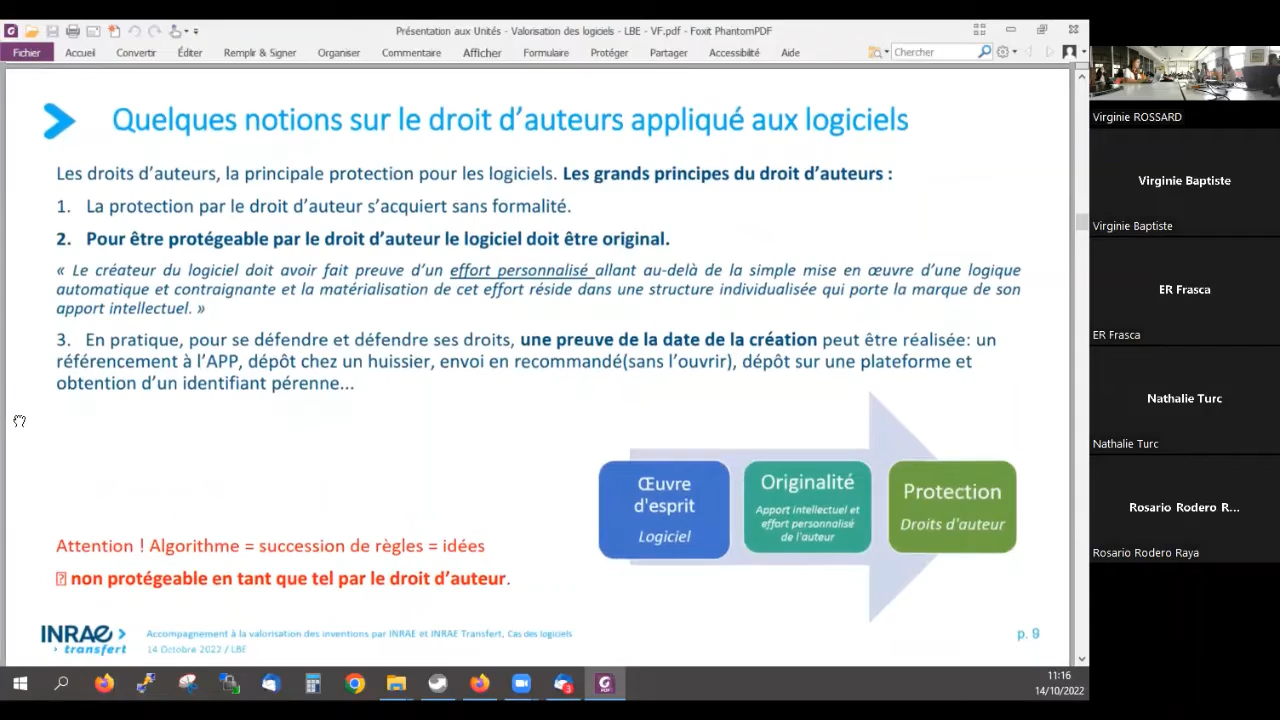 Présentation aux Unités - Valorisation des logiciels - LBE - VF.pdf - Foxit PhantomPDF
Fichier Accueil Convertir Éditer Remplir & Signer Organiser Commentaire Afficher Formulaire Protéger Partager Accessibilité Aide Chercher
Quelques notions sur le droit d’auteurs appliqué aux logiciels
Les droits d’auteurs, la principale protection pour les logiciels. Les grands principes du droit d’auteurs :
1. La protection par le droit d’auteur s’acquiert sans formalité.
2. Pour être protégeable par le droit d’auteur le logiciel doit être original.
« Le créateur du logiciel doit avoir fait preuve d’un effort personnalisé allant au-delà de la simple mise en œuvre d’une logique
automatique et contraignante et la matérialisation de cet effort réside dans une structure individualisée qui porte la marque de son
apport intellectuel. »
3. En pratique, pour se défendre et défendre ses droits, une preuve de la date de la création peut être réalisée: un
référencement à l’APP, dépôt chez un huissier, envoi en recommandé(sans l’ouvrir), dépôt sur une plateforme et
obtention d’un identifiant pérenne...
Œuvre
d'esprit
Logiciel
Originalité
Apport intellectuel et
effort personnalisé
de l'auteur
Protection
Droits d'auteur
Attention ! Algorithme = succession de règles = idées
non protégeable en tant que tel par le droit d’auteur.
INRAE
transfert
Accompagnement à la valorisation des inventions par INRAE et INRAE Transfert, Cas des logiciels
14 Octobre 2022 / LBE
p. 9
Virginie ROSSARD
Virginie Baptiste
Virginie Baptiste
ER Frasca
ER Frasca
Nathalie Turc
Nathalie Turc
Rosario Rodero R...
Rosario Rodero Raya
3
11:16
14/10/2022